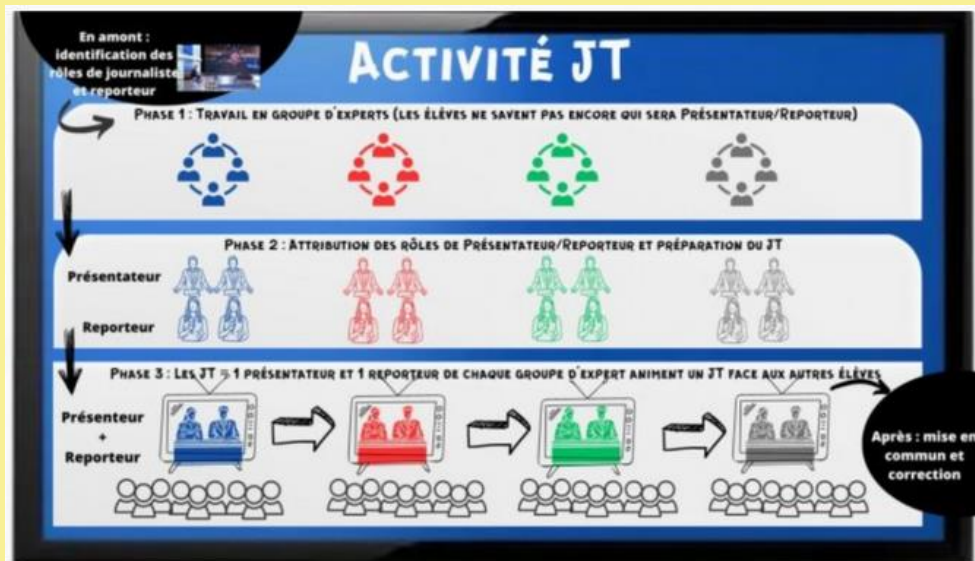 En amont :
identification des
rôles de journaliste
et reporteur
ACTIVITÉ JT
PHASE 1 : TRAVAIL EN GROUPE D'EXPERTS (LES ÉLÈVES NE SAVENT PAS ENCORE QUI SERA PRÉSENTATEUR/REPORTEUR)
PHASE 2 : ATTRIBUTION DES RÔLES DE PRÉSENTATEUR/REPORTEUR ET PRÉPARATION DU JT
Présentateur
Reporteur
PHASE 3 : LES JT = 1 PRÉSENTATEUR ET 1 REPORTEUR DE CHAQUE GROUPE D'EXPERT ANIMENT UN JT FACE AUX AUTRES ÉLÈVES
Présenteur
+
Reporteur
Après : mise en
commun et
correction